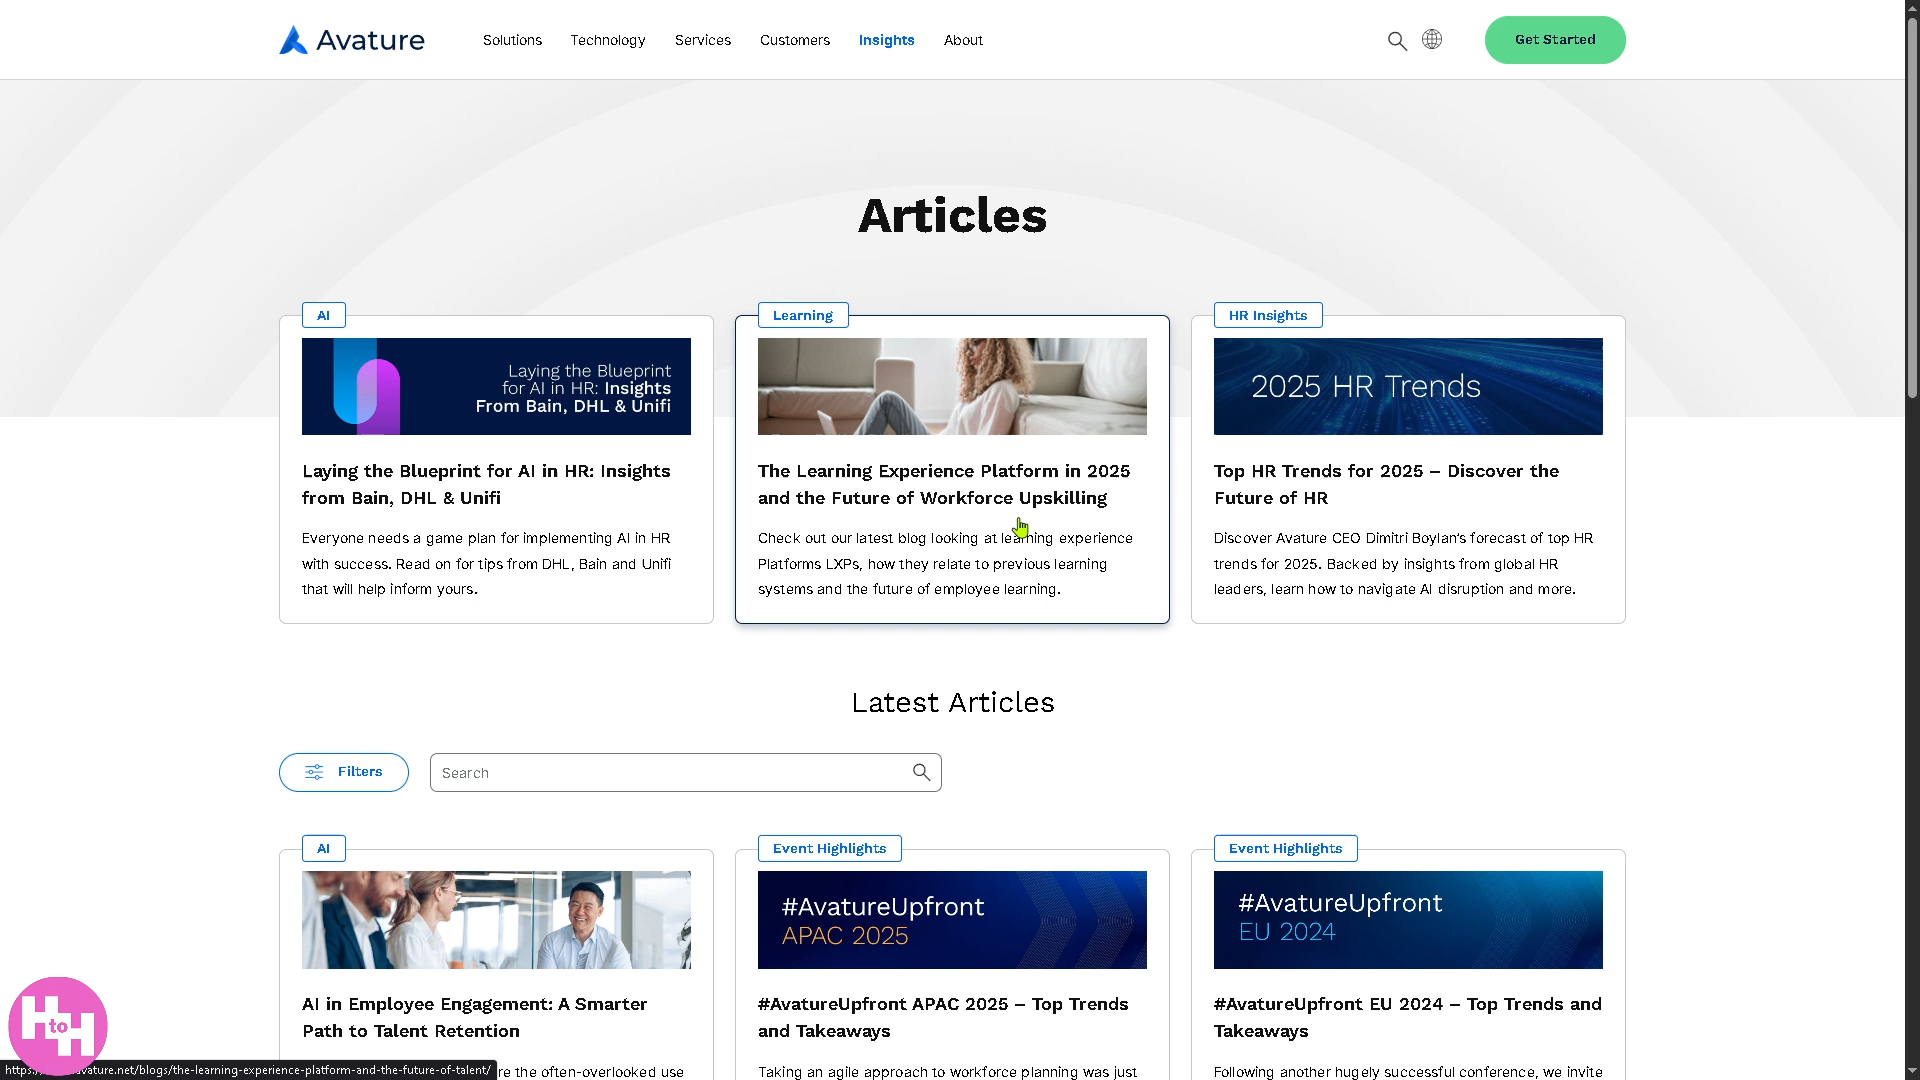 Avature
Solutions
Technology
Services
Customers
Insights
About
Get Started
Articles
AI
Laying the Blueprint
for AI in HR: Insights
From Bain, DHL & Unifi
Laying the Blueprint for AI in HR: Insights
from Bain, DHL & Unifi
Everyone needs a game plan for implementing AI in HR
with success. Read on for tips from DHL, Bain and Unifi
that will help inform yours.
Learning
The Learning Experience Platform in 2025
and the Future of Workforce Upskilling
Check out our latest blog looking at learning experience
Platforms LXPs, how they relate to previous learning
systems and the future of employee learning.
HR Insights
2025 HR Trends
Top HR Trends for 2025 – Discover the
Future of HR
Discover Avature CEO Dimitri Boylan's forecast of top HR
trends for 2025. Backed by insights from global HR
leaders, learn how to navigate AI disruption and more.
Latest Articles
Filters
Search
AI
AI in Employee Engagement: A Smarter
Path to Talent Retention
re the often-overlooked use
Event Highlights
#AvatureUpfront
APAC 2025
#AvatureUpfront APAC 2025 – Top Trends
and Takeaways
Taking an agile approach to workforce planning was just
Event Highlights
#AvatureUpfront
EU 2024
#AvatureUpfront EU 2024 – Top Trends and
Takeaways
Following another hugely successful conference, we invite
H to H
https:/ vature.net/blogs/the-learning-experience-platform-and-the-future-of-talent/